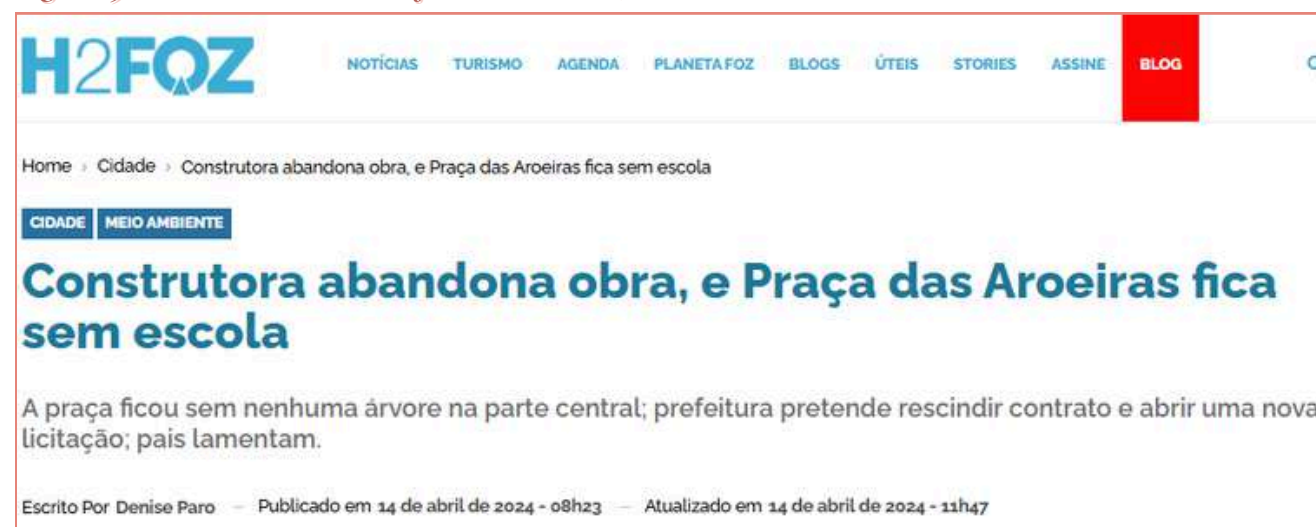 H2FOZ
NOTÍCIAS TURISMO AGENDA PLANETA FOZ BLOGS ÚTEIS STORIES ASSINE BLOG
Home › Cidade › Construtora abandona obra, e Praça das Aroeiras fica sem escola
CIDADE MEIO AMBIENTE
Construtora abandona obra, e Praça das Aroeiras fica
sem escola
A praça ficou sem nenhuma árvore na parte central; prefeitura pretende rescindir contrato e abrir uma nova
licitação; pais lamentam.
Escrito Por Denise Paro — Publicado em 14 de abril de 2024 - 08h23 — Atualizado em 14 de abril de 2024 - 11h47